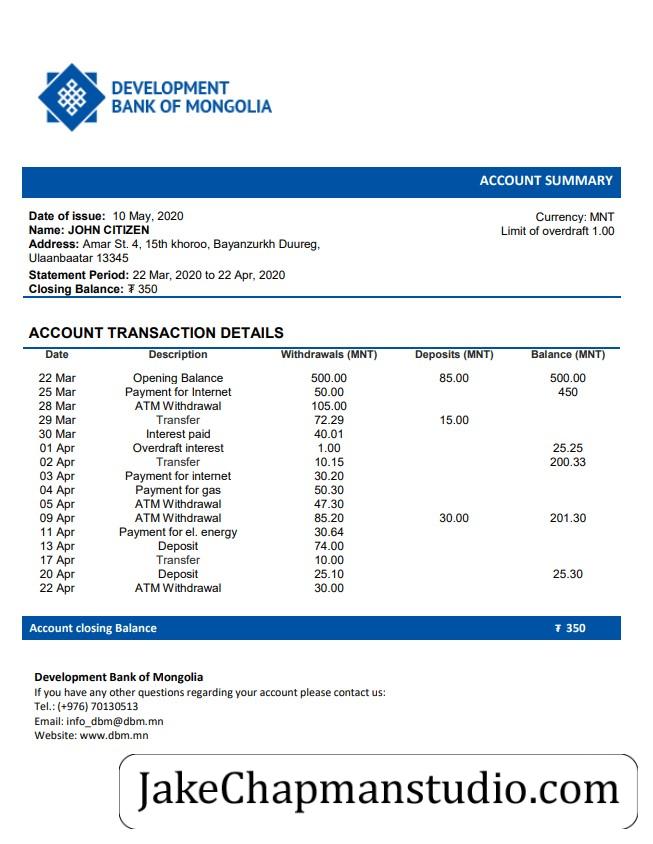 DEVELOPMENT
BANK OF MONGOLIA
ACCOUNT SUMMARY
Date of issue: 10 May, 2020
Currency: MNT
Name: JOHN CITIZEN
Limit of overdraft 1.00
Address: Amar St. 4, 15th khoroo, Bayanzurkh Duureg,
Ulaanbaatar 13345
Statement Period: 22 Mar, 2020 to 22 Apr, 2020
Closing Balance: ₮ 350
ACCOUNT TRANSACTION DETAILS
Date Description Withdrawals (MNT) Deposits (MNT) Balance (MNT)
22 Mar Opening Balance 500.00 85.00 500.00
25 Mar Payment for Internet 50.00 450
28 Mar ATM Withdrawal 105.00
29 Mar Transfer 72.29 15.00
30 Mar Interest paid 40.01
01 Apr Overdraft interest 1.00 25.25
02 Apr Transfer 10.15 200.33
03 Apr Payment for internet 30.20
04 Apr Payment for gas 50.30
05 Apr ATM Withdrawal 47.30
09 Apr ATM Withdrawal 85.20 30.00 201.30
11 Apr Payment for el. energy 30.64
13 Apr Deposit 74.00
17 Apr Transfer 10.00
20 Apr Deposit 25.10 25.30
22 Apr ATM Withdrawal 30.00
Account closing Balance ₮ 350
Development Bank of Mongolia
If you have any other questions regarding your account please contact us:
Tel.: (+976) 70130513
Email: info_dbm@dbm.mn
Website: www.dbm.mn
JakeChapmanstudio.com